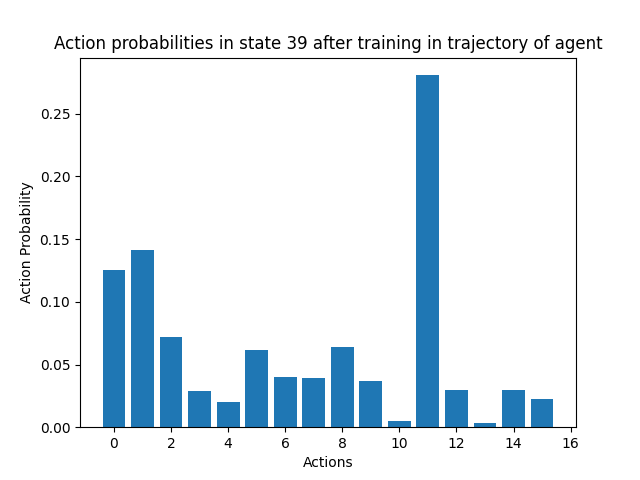 Action probabilities in state 39 after training in trajectory of agent
Action Probability
0.25
0.20
0.15
0.10
0.05
0.00
0 2 4 6 8 10 12 14 16
Actions